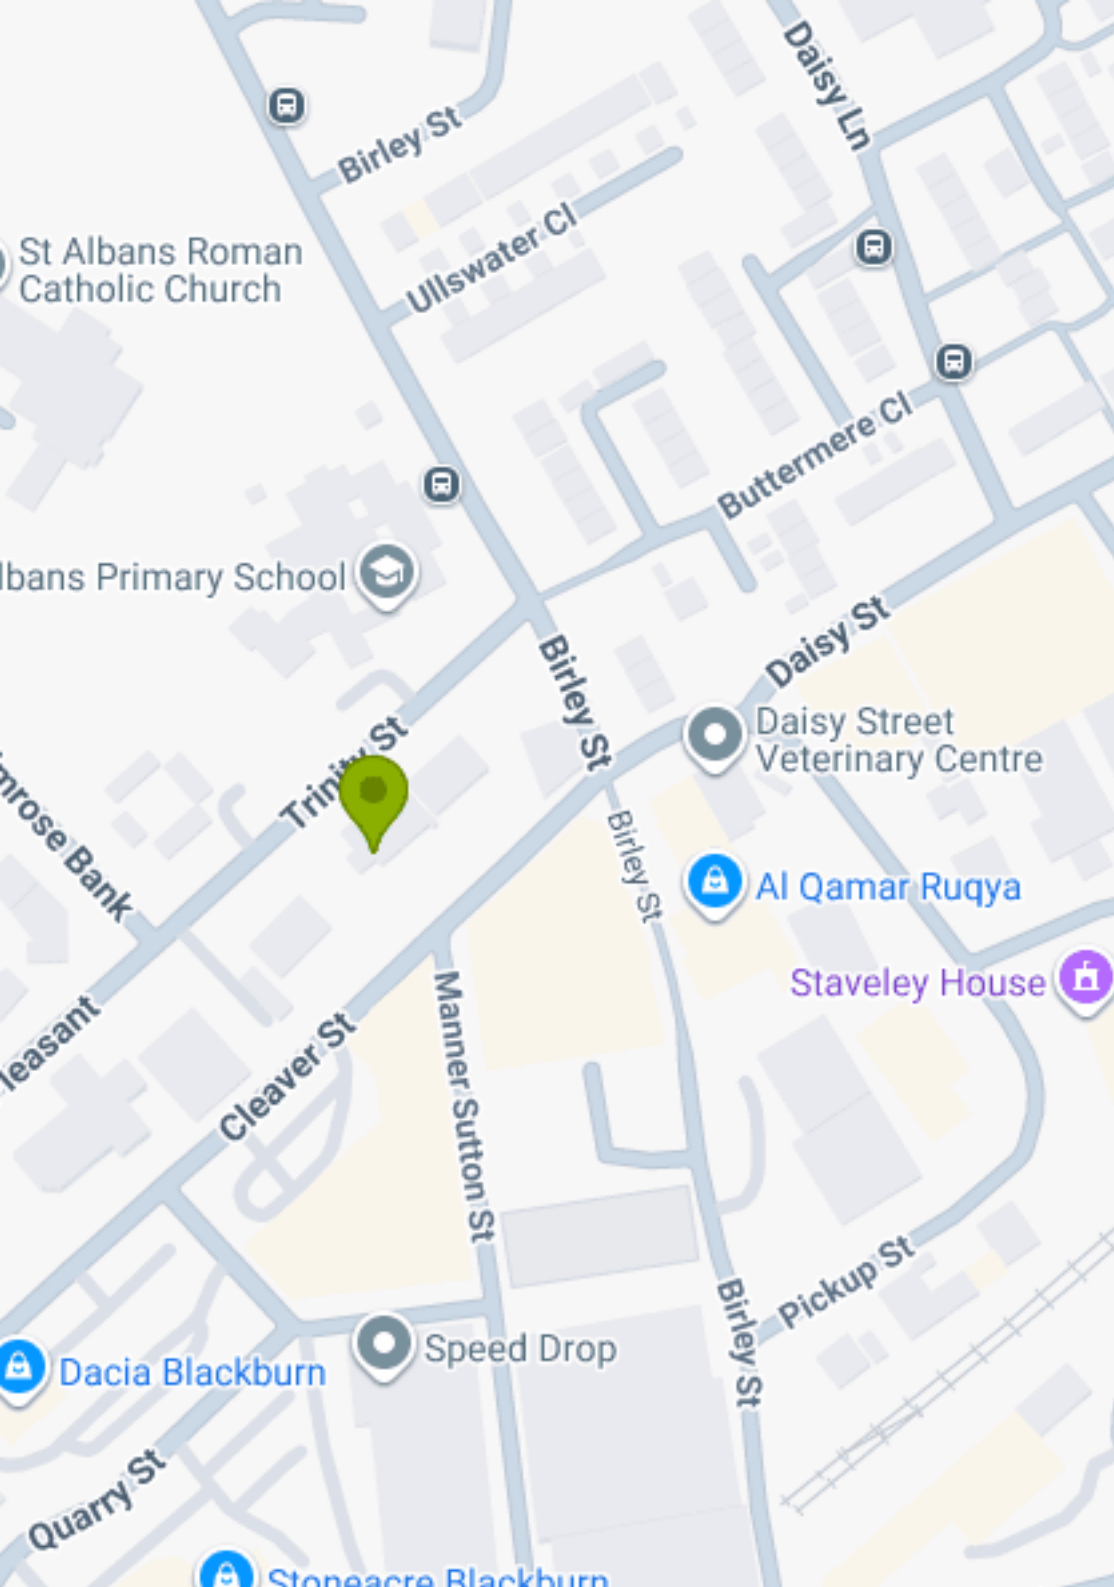 Daisy Ln
Birley St
Ullswater Cl
St Albans Roman
Catholic Church
Buttermere Cl
lbans Primary School
Daisy St
Birley St
Daisy Street
Veterinary Centre
Trinity St
mrose Bank
Birley St
Al Qamar Ruqya
Staveley House
leasant
Manner Sutton St
Cleaver St
Pickup St
Birley St
Speed Drop
Dacia Blackburn
Quarry St
Stoneacre Blackburn